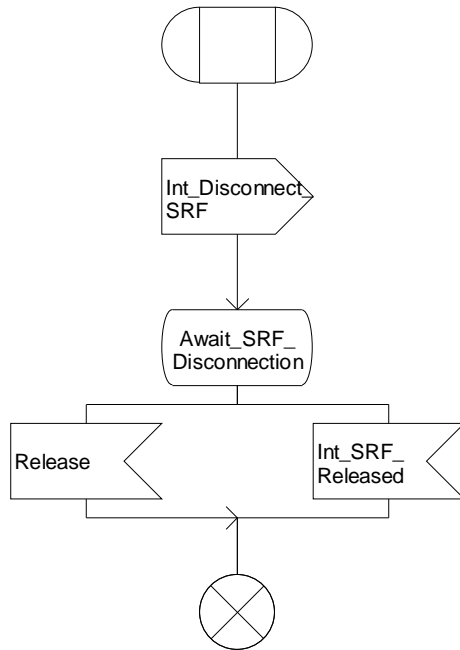 Int_Disconnect_
SRF
Await_SRF_
Disconnection
Release
Int_SRF_
Released